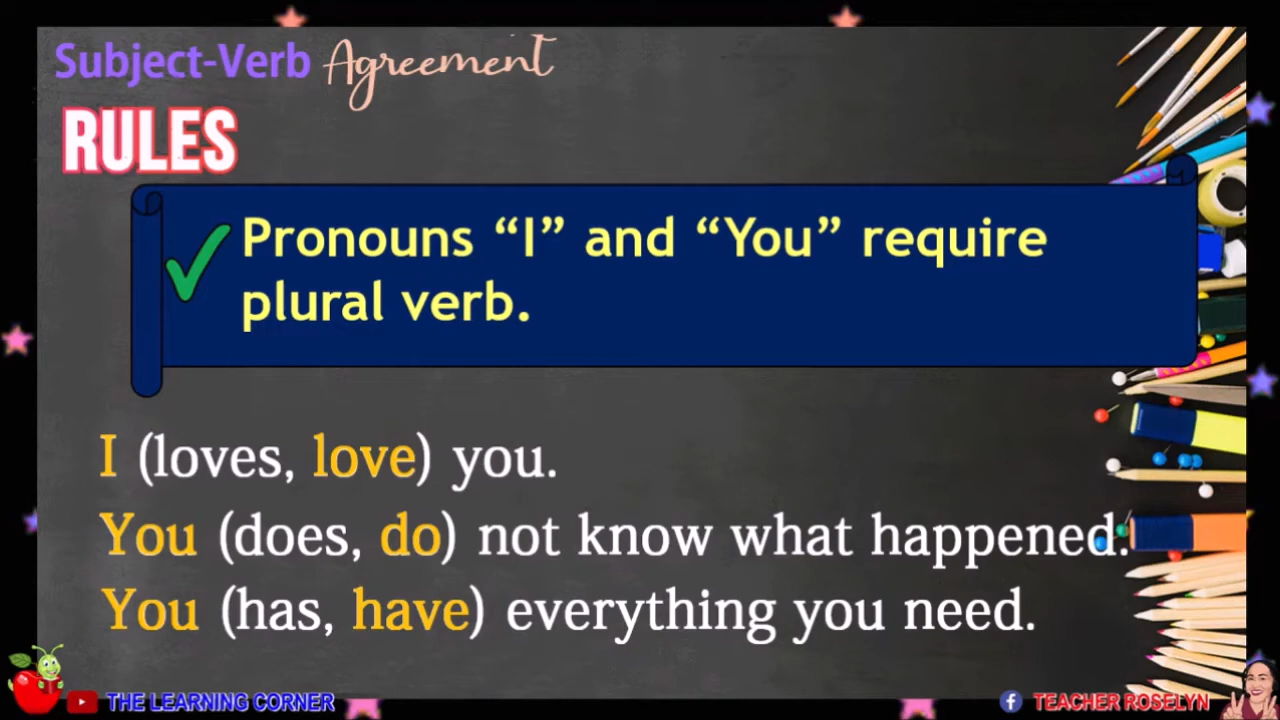 Subject-Verb Agreement
RULES
Pronouns “I” and “You” require
plural verb.
I (loves, love) you.
You (does, do) not know what happened.
You (has, have) everything you need.
THE LEARNING CORNER
TEACHER ROSELYN